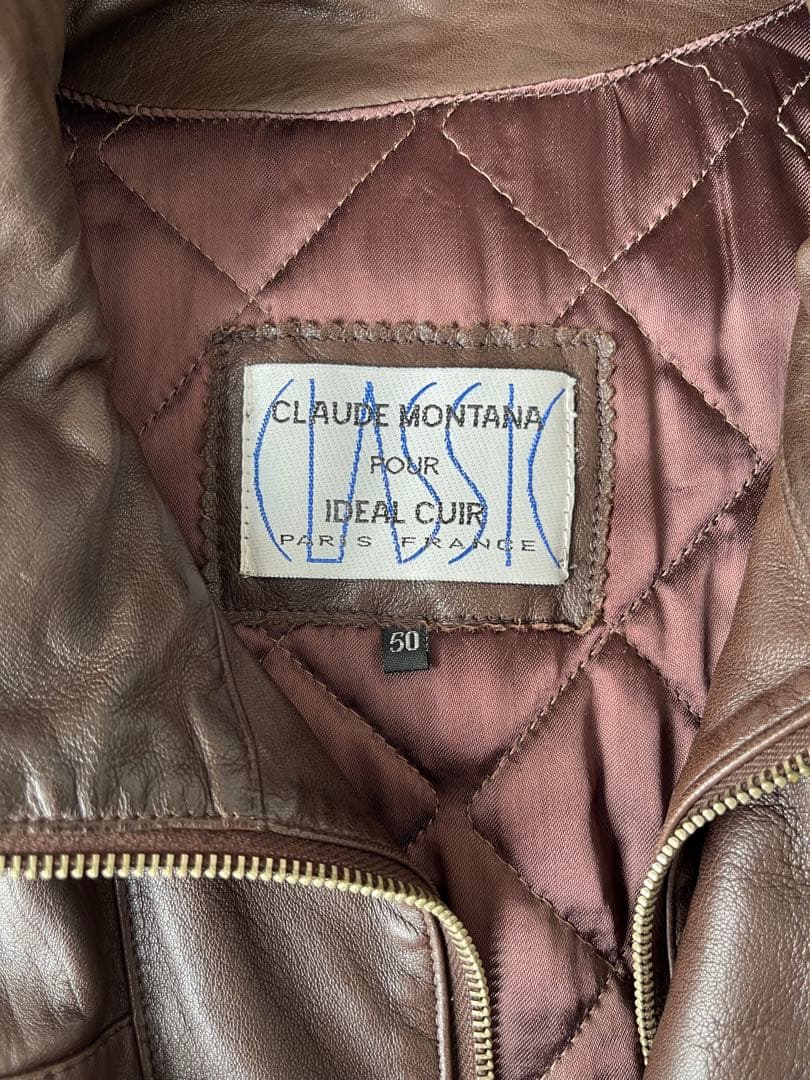 CLASSIC
CLAUDE MONTANA
POUR
IDEAL CUIR
PARIS FRANCE
50